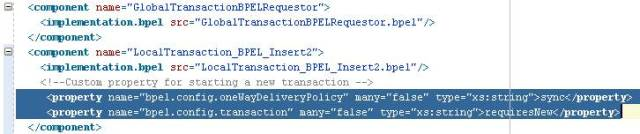 <component name="GlobalTransactionBPELRequestor">
<implementation.bpel src="GlobalTransactionBPELRequestor.bpel"/>
</component>
<component name="LocalTransaction_BPEL_Insert2">
<implementation.bpel src="LocalTransaction_BPEL_Insert2.bpel"/>
<!--Custom property for starting a new transaction -->
<property name="bpel.config.oneWayDeliveryPolicy" many="false" type="xs:string">sync</property>
<property name="bpel.config.transaction" many="false" type="xs:string">requiresNew</property>
</component>